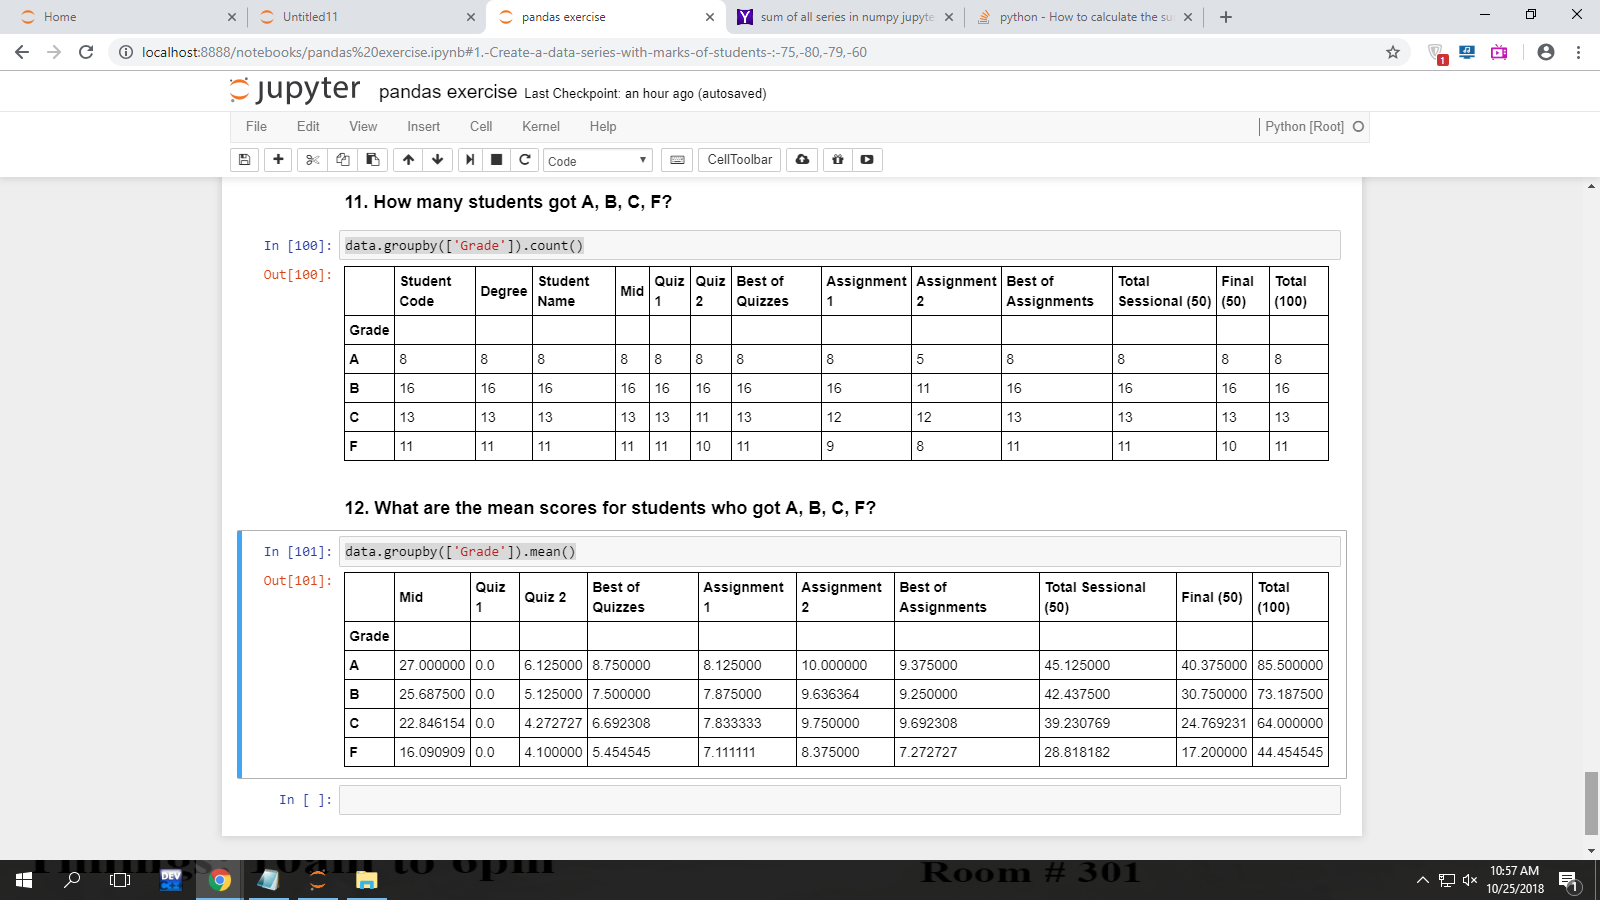 Home
Untitled11
pandas exercise
sum of all series in numpy jupyte
python - How to calculate the su
localhost:8888/notebooks/pandas%20exercise.ipynb#1.-Create-a-data-series-with-marks-of-students-:-75,-80,-79,-60
1
jupyter pandas exercise Last Checkpoint: an hour ago (autosaved)
File Edit View Insert Cell Kernel Help Python [Root]
Code CellToolbar
11. How many students got A, B, C, F?
In [100]: data.groupby(['Grade']).count()
Out[100]:
Student Code Degree Student Name Mid Quiz 1 Quiz 2 Best of Quizzes Assignment 1 Assignment 2 Best of Assignments Total Sessional (50) Final (50) Total (100)
Grade
A 8 8 8 8 8 8 8 8 5 8 8 8 8
B 16 16 16 16 16 16 16 16 11 16 16 16 16
C 13 13 13 13 13 11 13 12 12 13 13 13 13
F 11 11 11 11 11 10 11 9 8 11 11 10 11
12. What are the mean scores for students who got A, B, C, F?
In [101]: data.groupby(['Grade']).mean()
Out[101]:
Mid Quiz 1 Quiz 2 Best of Quizzes Assignment 1 Assignment 2 Best of Assignments Total Sessional (50) Final (50) Total (100)
Grade
A 27.000000 0.0 6.125000 8.750000 8.125000 10.000000 9.375000 45.125000 40.375000 85.500000
B 25.687500 0.0 5.125000 7.500000 7.875000 9.636364 9.250000 42.437500 30.750000 73.187500
C 22.846154 0.0 4.272727 6.692308 7.833333 9.750000 9.692308 39.230769 24.769231 64.000000
F 16.090909 0.0 4.100000 5.454545 7.111111 8.375000 7.272727 28.818182 17.200000 44.454545
In [ ]:
10am to 6pm
Room # 301
DEV
10:57 AM
10/25/2018
1